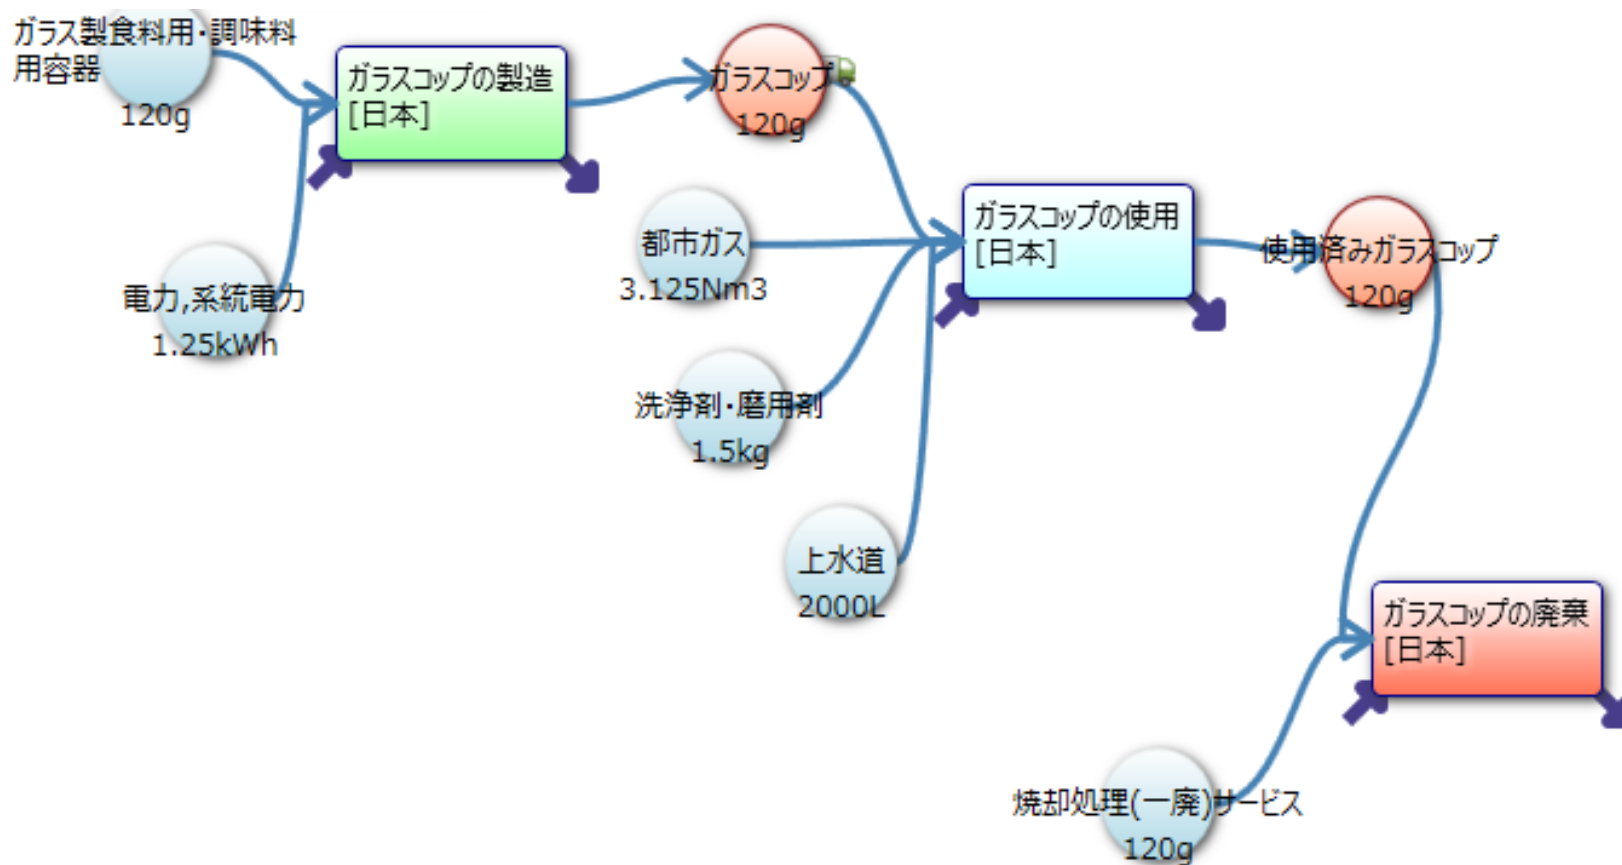 ガラス製食料用・調味料
用容器
120g
ガラスコップの製造
[日本]
ガラスコップ
120g
電力,系統電力
1.25kWh
都市ガス
3.125Nm3
ガラスコップの使用
[日本]
使用済みガラスコップ
120g
洗浄剤・磨用剤
1.5kg
上水道
2000L
ガラスコップの廃棄
[日本]
焼却処理(一廃)サービス
120g